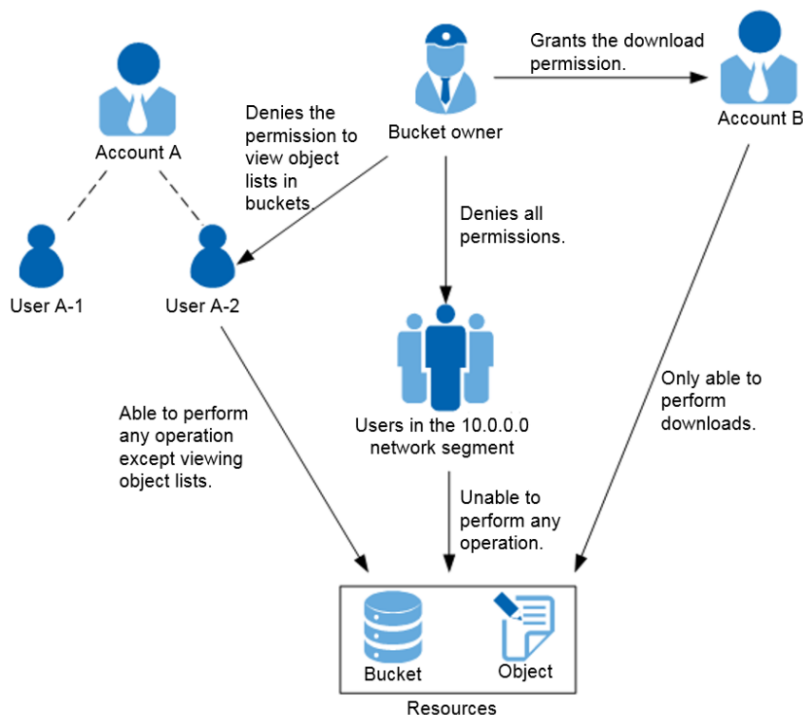 Grants the download
permission.
Account B
Bucket owner
Denies the
permission to
view object
lists in
buckets.
Account A
Denies all
permissions.
User A-1
User A-2
Users in the 10.0.0.0
network segment
Only able to
perform
downloads.
Able to perform
any operation
except viewing
object lists.
Unable to
perform any
operation.
Bucket
Object
Resources